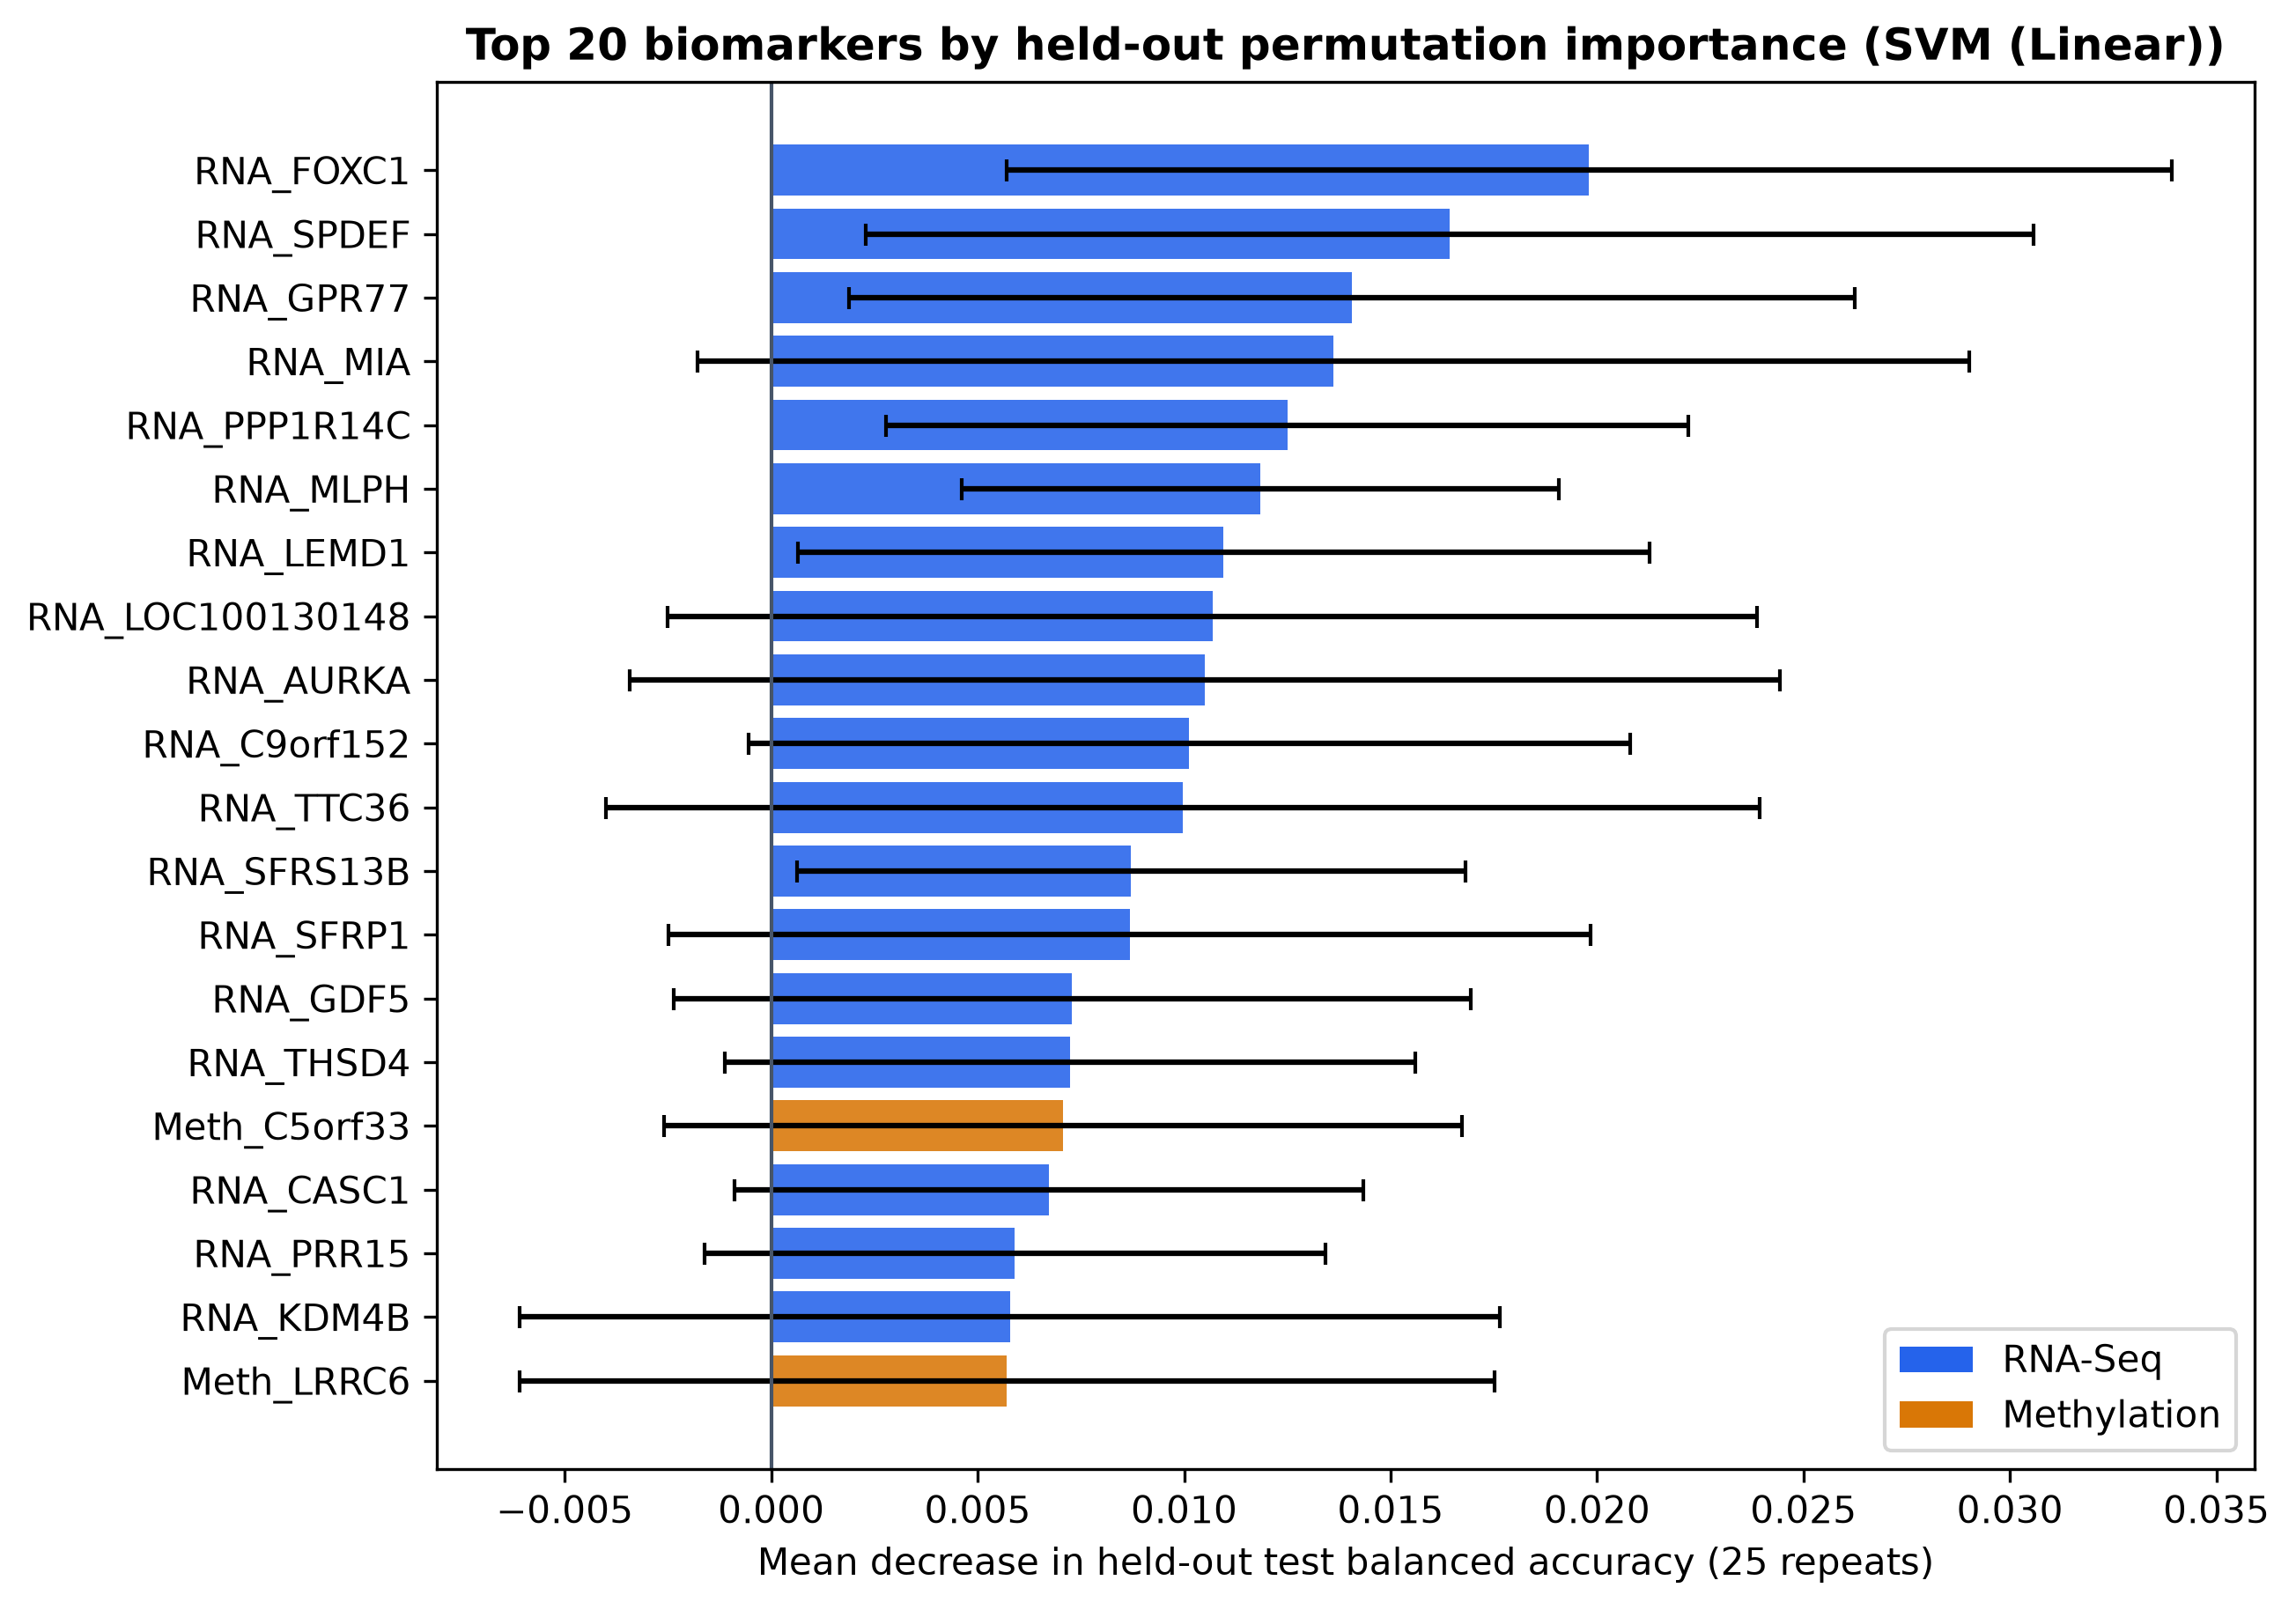 Top 20 biomarkers by held-out permutation importance (SVM (Linear))
RNA_FOXC1
RNA_SPDEF
RNA_GPR77
RNA_MIA
RNA_PPP1R14C
RNA_MLPH
RNA_LEMD1
RNA_LOC100130148
RNA_AURKA
RNA_C9orf152
RNA_TTC36
RNA_SFRS13B
RNA_SFRP1
RNA_GDF5
RNA_THSD4
Meth_C5orf33
RNA_CASC1
RNA_PRR15
RNA_KDM4B
Meth_LRRC6
RNA-Seq
Methylation
−0.005 0.000 0.005 0.010 0.015 0.020 0.025 0.030 0.035
Mean decrease in held-out test balanced accuracy (25 repeats)